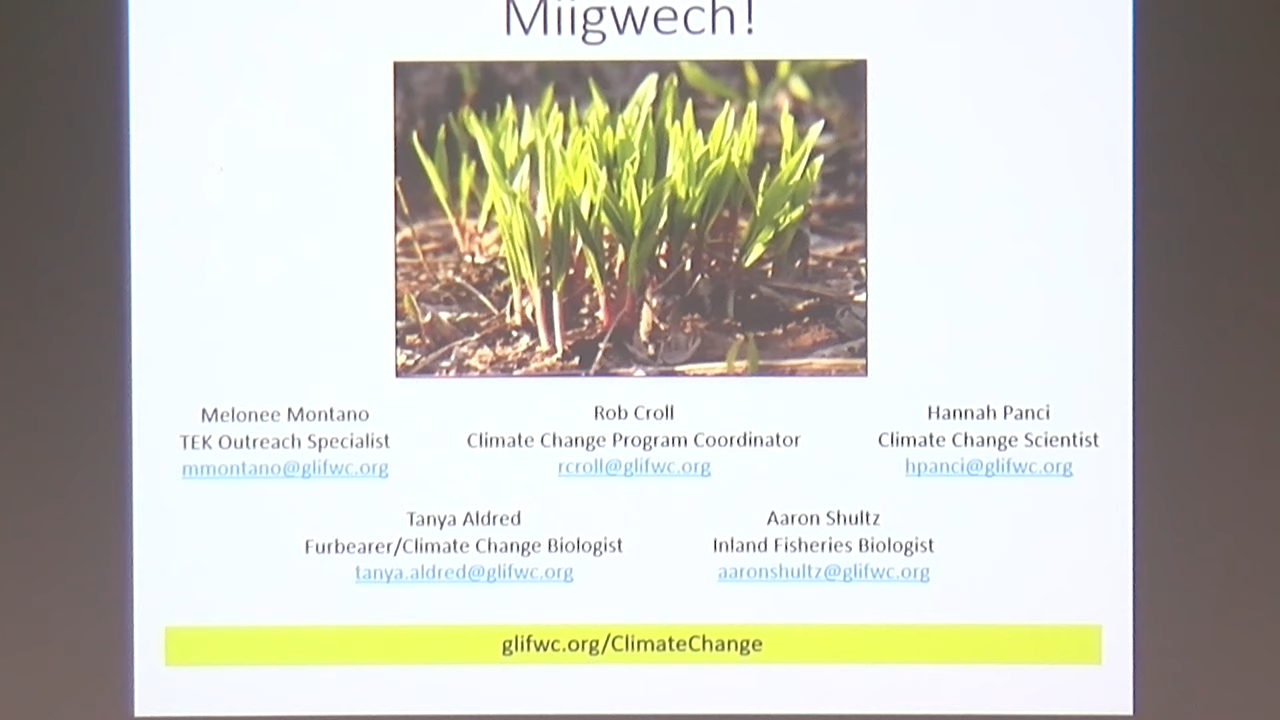 Miigwech!
Melonee Montano
TEK Outreach Specialist
mmontano@glifwc.org
Rob Croll
Climate Change Program Coordinator
rcroll@glifwc.org
Hannah Panci
Climate Change Scientist
hpanci@glifwc.org
Tanya Aldred
Furbearer/Climate Change Biologist
tanya.aldred@glifwc.org
Aaron Shultz
Inland Fisheries Biologist
aaronshultz@glifwc.org
glifwc.org/ClimateChange